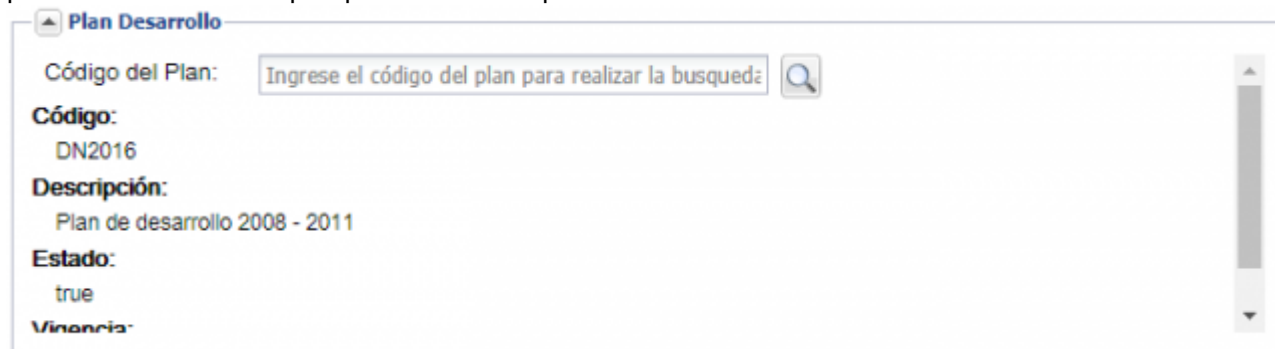 Plan Desarrollo
Código del Plan: Ingrese el código del plan para realizar la busqueda
Código:
DN2016
Descripción:
Plan de desarrollo 2008 - 2011
Estado:
true
Vigencia: